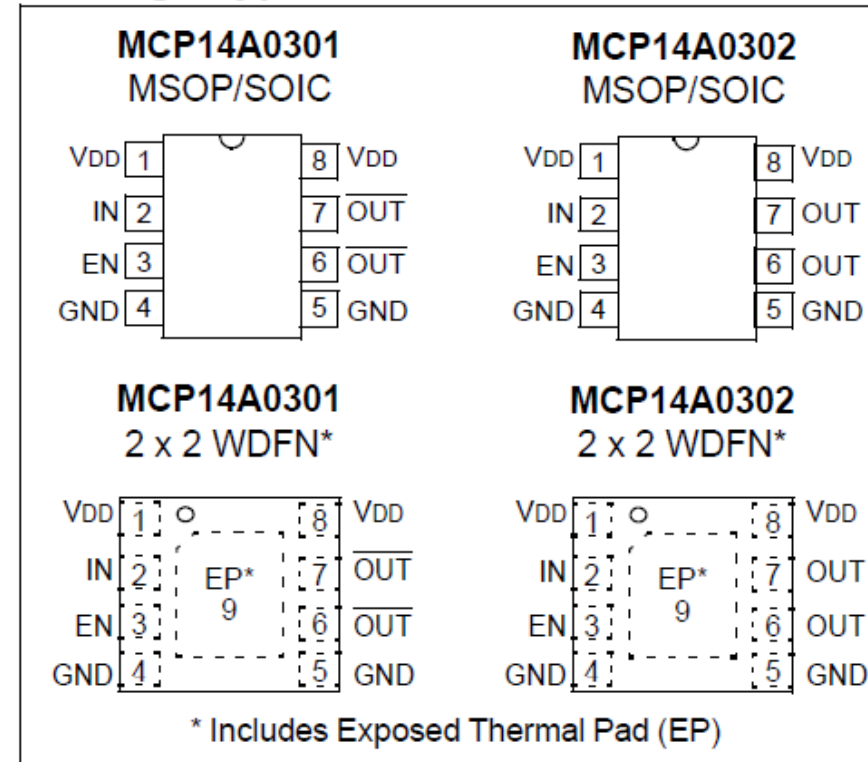 MCP14A0301
MSOP/SOIC
VDD 1
8 VDD
IN 2
7 O̅U̅T̅
EN 3
6 O̅U̅T̅
GND 4
5 GND
MCP14A0302
MSOP/SOIC
VDD 1
8 VDD
IN 2
7 OUT
EN 3
6 OUT
GND 4
5 GND
MCP14A0301
2 x 2 WDFN*
VDD 1
8 VDD
IN 2
EP*
7 O̅U̅T̅
EN 3
9
6 O̅U̅T̅
GND 4
5 GND
MCP14A0302
2 x 2 WDFN*
VDD 1
8 VDD
IN 2
EP*
7 OUT
EN 3
9
6 OUT
GND 4
5 GND
* Includes Exposed Thermal Pad (EP)